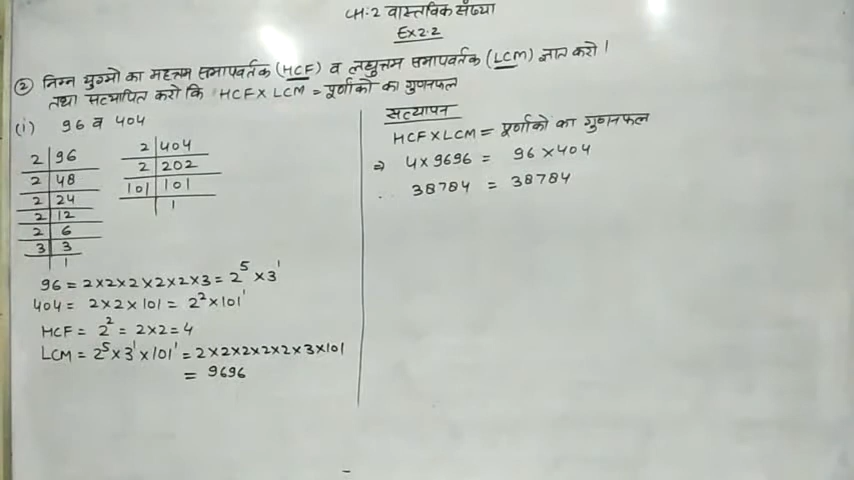 CH:2 वास्तविक संख्या
Ex 2.2
② निम्न युग्मो का महत्तम समापवर्तक (HCF) व लघुत्तम समापवर्तक (LCM) ज्ञात करो।
तथा सत्यापित करो कि HCF×LCM = पूर्णाको का गुणनफल
(i) 96 व 404
2 | 96
2 | 48
2 | 24
2 | 12
2 | 6
3 | 3
1
2 | 404
2 | 202
101 | 101
1
96 = 2×2×2×2×2×3 = 2⁵ × 3¹
404 = 2×2×101 = 2² × 101¹
HCF = 2² = 2×2 = 4
LCM = 2⁵ × 3¹ × 101¹ = 2×2×2×2×2×3×101
= 9696
सत्यापन
HCF×LCM = पूर्णाको का गुणनफल
⇒ 4×9696 = 96×404
∴ 38784 = 38784